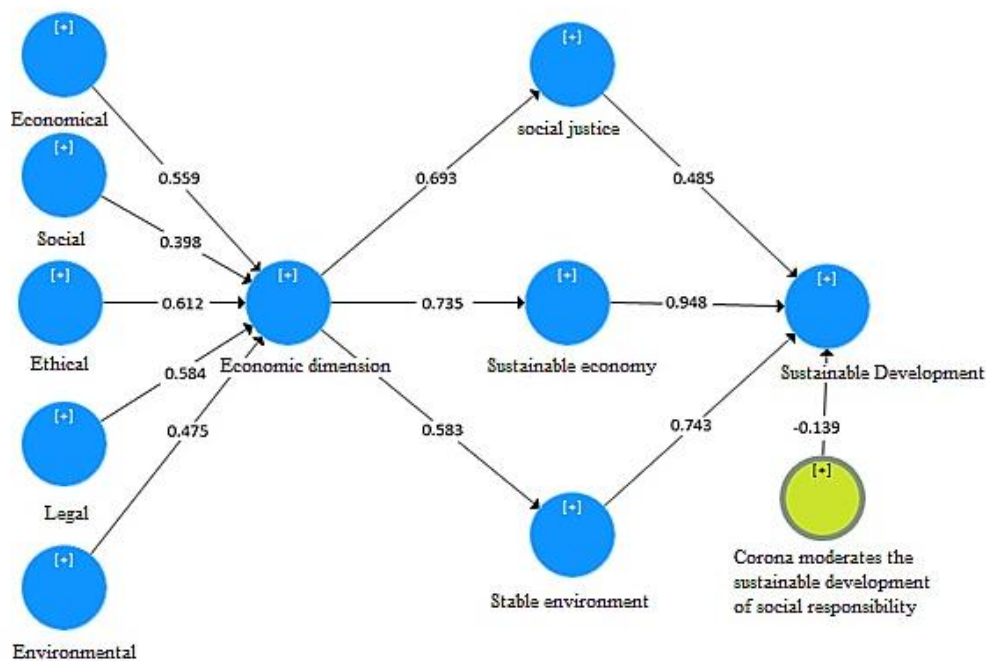 [+]
Economical
[+]
Social
[+]
Ethical
[+]
Legal
[+]
Environmental
0.559
0.398
0.612
0.584
0.475
[+]
Economic dimension
0.693
0.735
0.583
[+]
social justice
[+]
Sustainable economy
[+]
Stable environment
0.485
0.948
0.743
[+]
Sustainable Development
-0.139
[+]
Corona moderates the
sustainable development
of social responsibility